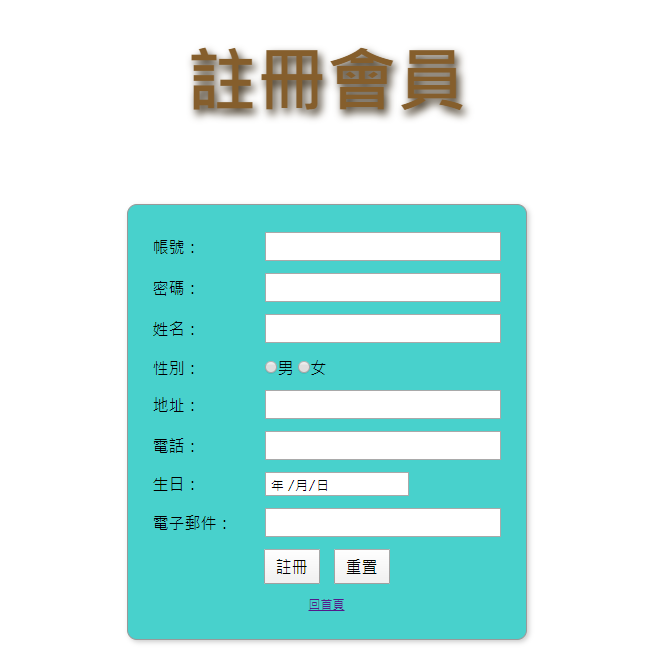 註冊會員
帳號：
密碼：
姓名：
性別： 男 女
地址：
電話：
生日： 年 /月/日
電子郵件：
註冊 重置
回首頁